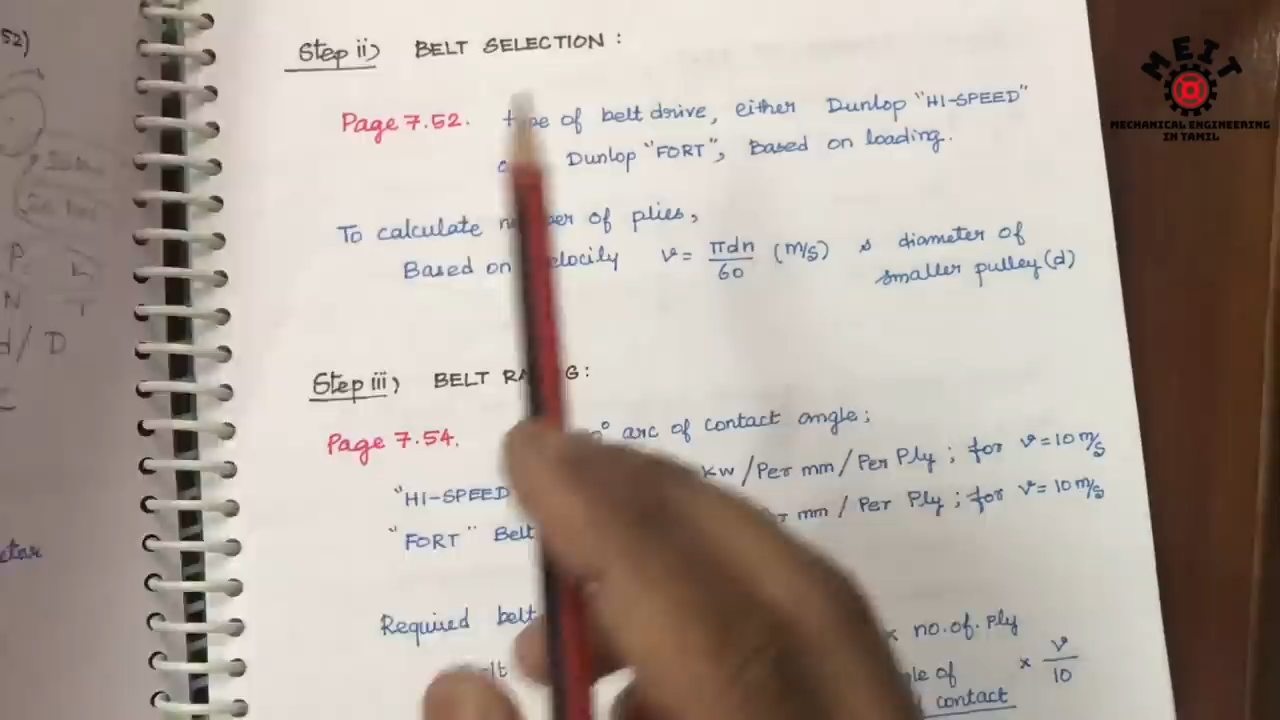 52)
Step ii) BELT SELECTION :
Page 7.52. type of belt drive, either Dunlop "HI-SPEED"
Dunlop "FORT", Based on loading.
To calculate of plies,
Based on v = πdn/60 (m/s) & diameter of
smaller pulley (d)
Step iii) BELT
Page 7.54. arc of contact angle;
"HI-SPEED kw/Per mm/Per Ply ; for v = 10 m/s
"FORT" Belt mm / Per Ply ; for v = 10 m/s
Required belt × no. of. Ply
of × v/10
contact
N
d/ D
MEIT
MECHANICAL ENGINEERING
IN TAMIL